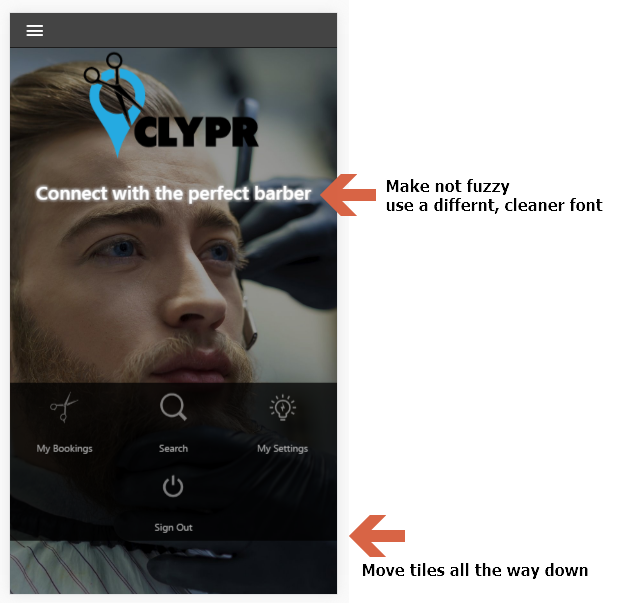 CLYPR
Connect with the perfect barber
Make not fuzzy
use a differnt, cleaner font
My Bookings
Search
My Settings
Sign Out
Move tiles all the way down